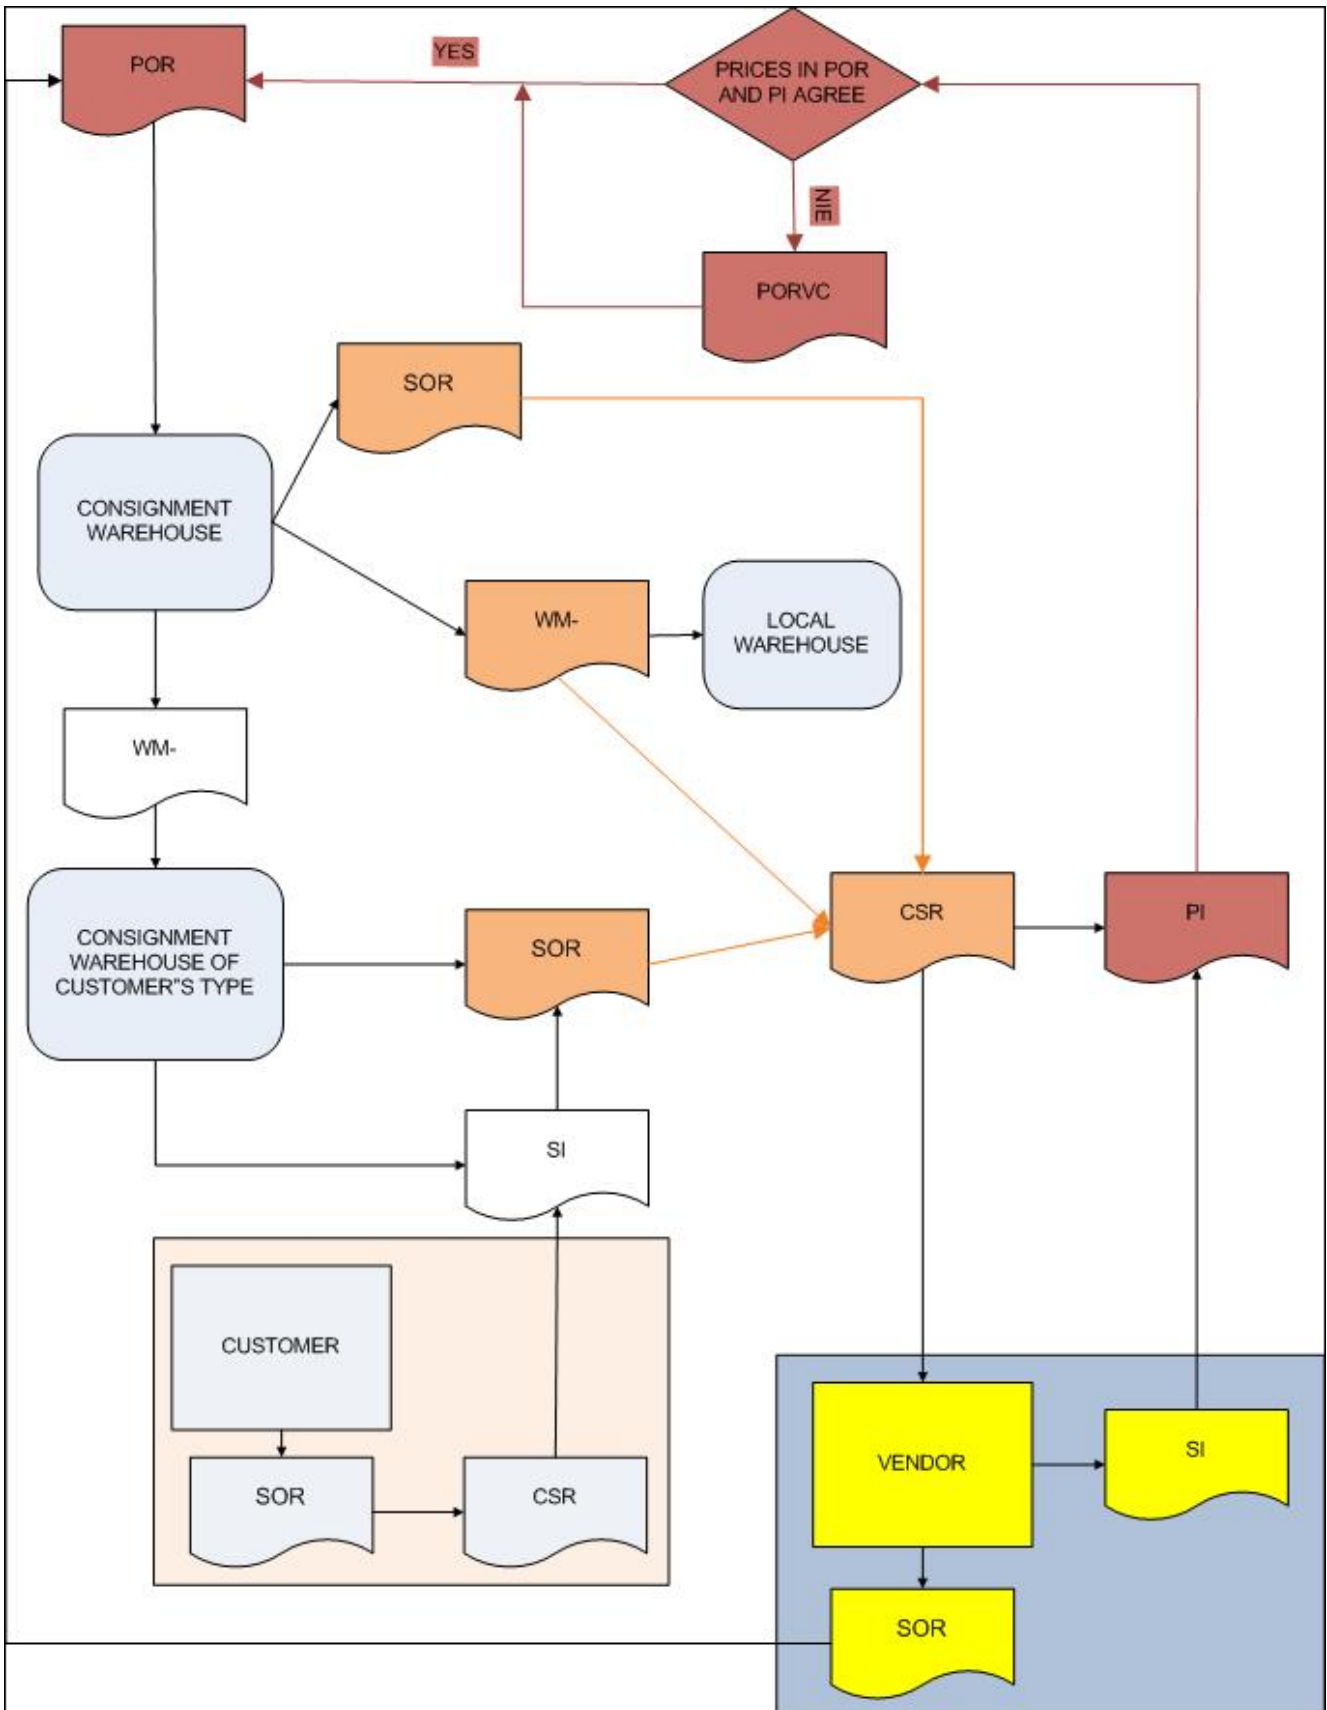 POR
YES
PRICES IN POR
AND PI AGREE
NIE
PORVC
SOR
CONSIGNMENT
WAREHOUSE
WM-
LOCAL
WAREHOUSE
WM-
CONSIGNMENT
WAREHOUSE OF
CUSTOMER"S TYPE
SOR
CSR
PI
SI
CUSTOMER
SOR
CSR
VENDOR
SI
SOR